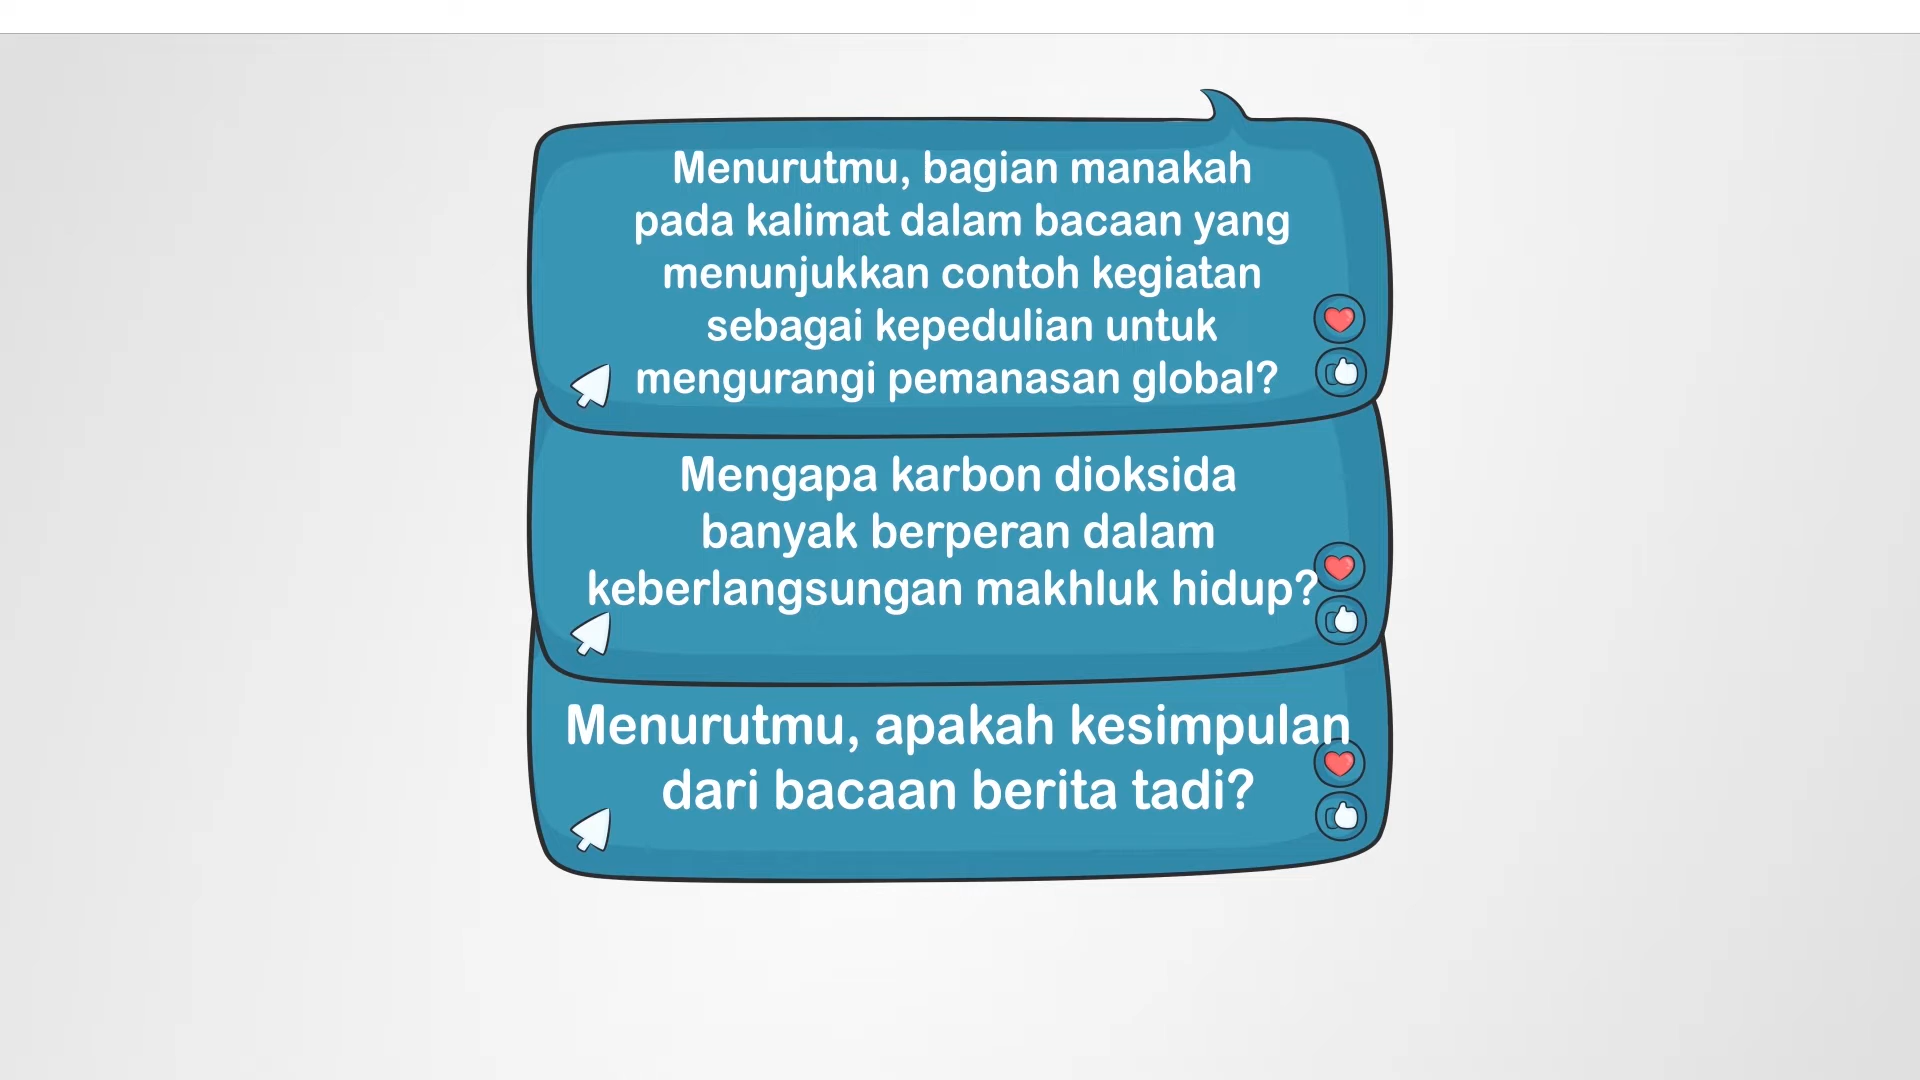 Menurutmu, bagian manakah
pada kalimat dalam bacaan yang
menunjukkan contoh kegiatan
sebagai kepedulian untuk
mengurangi pemanasan global?
Mengapa karbon dioksida
banyak berperan dalam
keberlangsungan makhluk hidup?
Menurutmu, apakah kesimpulan
dari bacaan berita tadi?